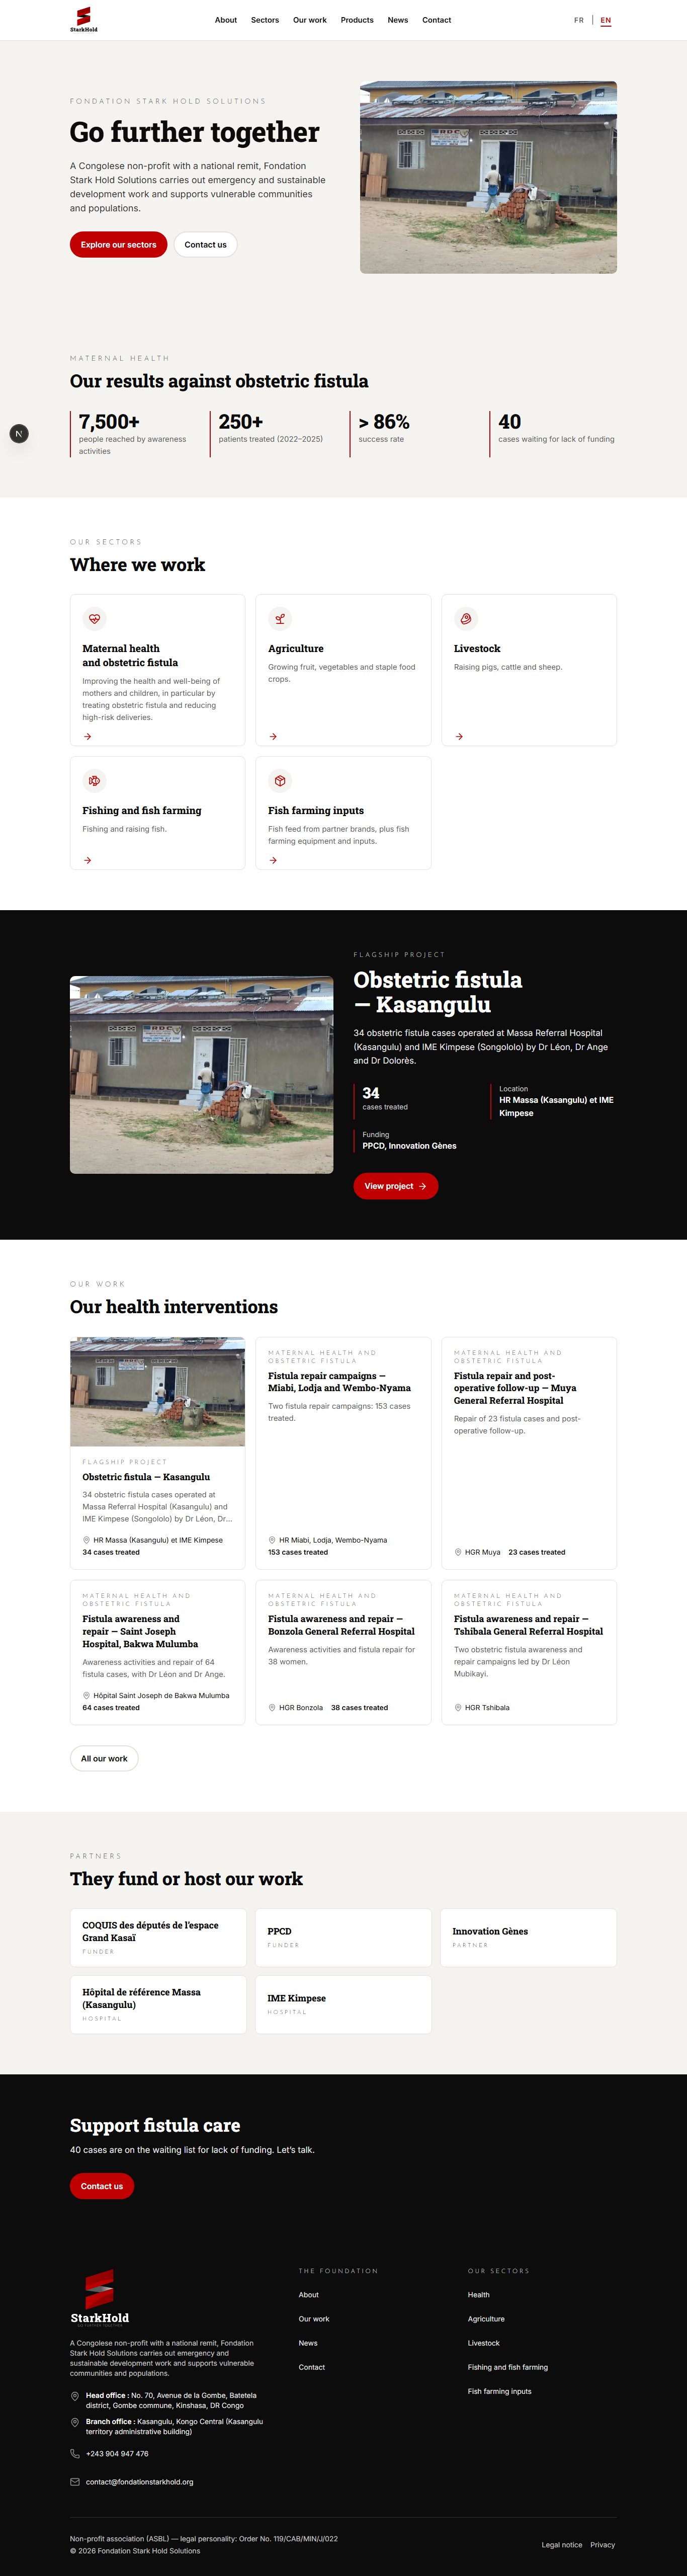 StarkHold
About
Sectors
Our work
Products
News
Contact
FR
EN
FONDATION STARK HOLD SOLUTIONS
Go further together
A Congolese non-profit with a national remit, Fondation
Stark Hold Solutions carries out emergency and sustainable
development work and supports vulnerable communities
and populations.
Explore our sectors
Contact us
MATERNAL HEALTH
Our results against obstetric fistula
7,500+
people reached by awareness
activities
250+
patients treated (2022–2025)
> 86%
success rate
40
cases waiting for lack of funding
N
OUR SECTORS
Where we work
Maternal health
and obstetric fistula
Improving the health and well-being of
mothers and children, in particular by
treating obstetric fistula and reducing
high-risk deliveries.
Agriculture
Growing fruit, vegetables and staple food
crops.
Livestock
Raising pigs, cattle and sheep.
Fishing and fish farming
Fishing and raising fish.
Fish farming inputs
Fish feed from partner brands, plus fish
farming equipment and inputs.
FLAGSHIP PROJECT
Obstetric fistula
— Kasangulu
34 obstetric fistula cases operated at Massa Referral Hospital
(Kasangulu) and IME Kimpese (Songololo) by Dr Léon, Dr Ange
and Dr Dolorès.
34
cases treated
Location
HR Massa (Kasangulu) et IME
Kimpese
Funding
PPCD, Innovation Gènes
View project
OUR WORK
Our health interventions
FLAGSHIP PROJECT
Obstetric fistula — Kasangulu
34 obstetric fistula cases operated at
Massa Referral Hospital (Kasangulu) and
IME Kimpese (Songololo) by Dr Léon, Dr…
HR Massa (Kasangulu) et IME Kimpese
34 cases treated
MATERNAL HEALTH AND
OBSTETRIC FISTULA
Fistula repair campaigns —
Miabi, Lodja and Wembo-Nyama
Two fistula repair campaigns: 153 cases
treated.
HR Miabi, Lodja, Wembo-Nyama
153 cases treated
MATERNAL HEALTH AND
OBSTETRIC FISTULA
Fistula repair and post-
operative follow-up — Muya
General Referral Hospital
Repair of 23 fistula cases and post-
operative follow-up.
HGR Muya 23 cases treated
MATERNAL HEALTH AND
OBSTETRIC FISTULA
Fistula awareness and
repair — Saint Joseph
Hospital, Bakwa Mulumba
Awareness activities and repair of 64
fistula cases, with Dr Léon and Dr Ange.
Hôpital Saint Joseph de Bakwa Mulumba
64 cases treated
MATERNAL HEALTH AND
OBSTETRIC FISTULA
Fistula awareness and repair —
Bonzola General Referral Hospital
Awareness activities and fistula repair for
38 women.
HGR Bonzola 38 cases treated
MATERNAL HEALTH AND
OBSTETRIC FISTULA
Fistula awareness and repair —
Tshibala General Referral Hospital
Two obstetric fistula awareness and
repair campaigns led by Dr Léon
Mubikayi.
HGR Tshibala
All our work
PARTNERS
They fund or host our work
COQUIS des députés de l'espace
Grand Kasaï
FUNDER
PPCD
FUNDER
Innovation Gènes
PARTNER
Hôpital de référence Massa
(Kasangulu)
HOSPITAL
IME Kimpese
HOSPITAL
Support fistula care
40 cases are on the waiting list for lack of funding. Let's talk.
Contact us
StarkHold
A Congolese non-profit with a national remit, Fondation
Stark Hold Solutions carries out emergency and
sustainable development work and supports vulnerable
communities and populations.
Head office : No. 70, Avenue de la Gombe, Batetela
district, Gombe commune, Kinshasa, DR Congo
Branch office : Kasangulu, Kongo Central (Kasangulu
territory administrative building)
+243 904 947 476
contact@fondationstarkhold.org
THE FOUNDATION
About
Our work
News
Contact
OUR SECTORS
Health
Agriculture
Livestock
Fishing and fish farming
Fish farming inputs
Non-profit association (ASBL) — legal personality: Order No. 119/CAB/MIN/J/022
© 2026 Fondation Stark Hold Solutions
Legal notice
Privacy